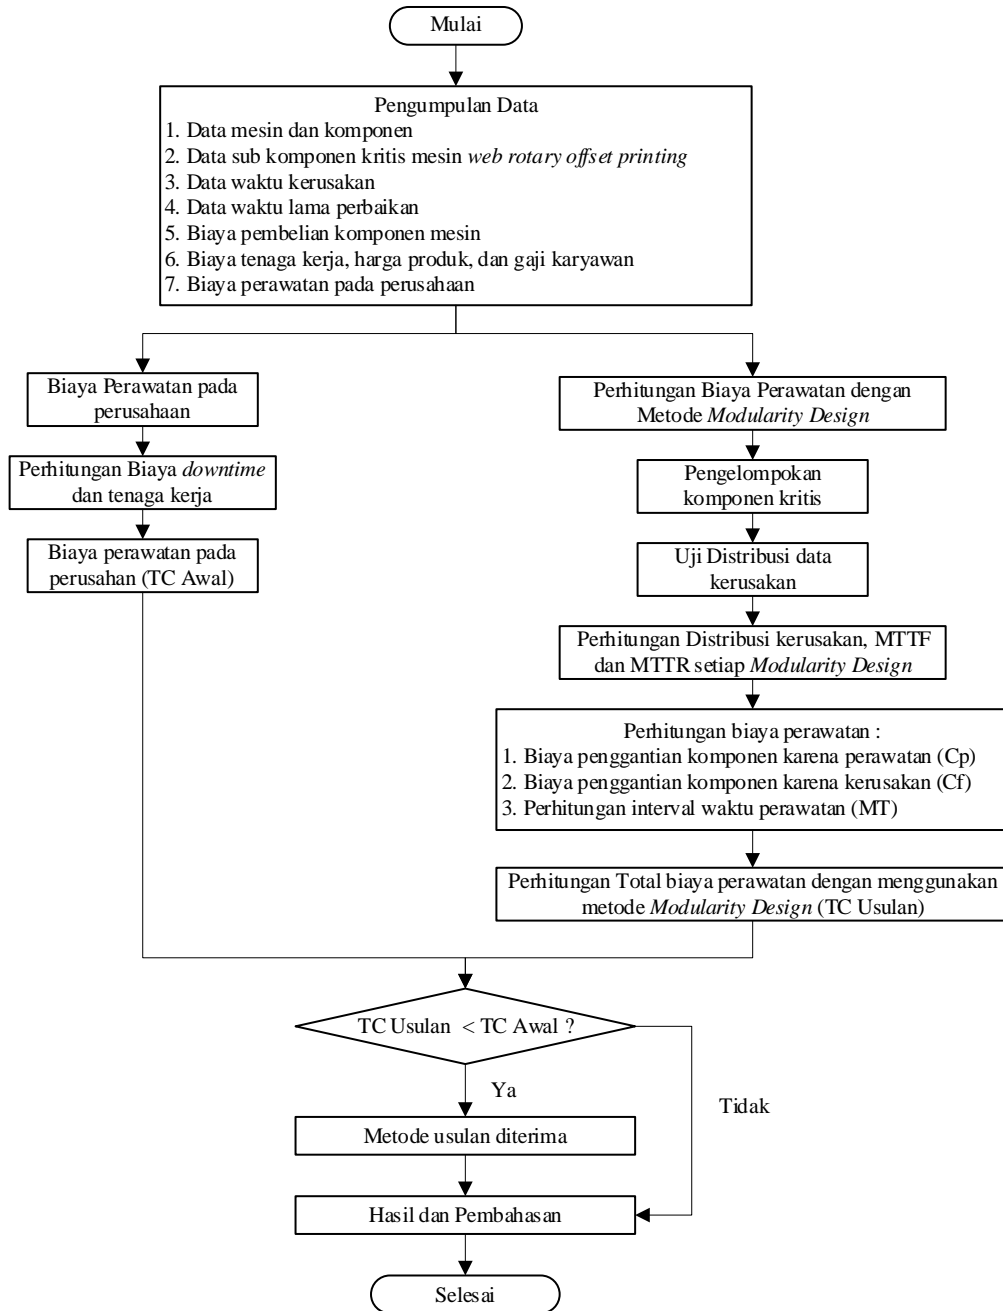 Mulai
Pengumpulan Data
1. Data mesin dan komponen
2. Data sub komponen kritis mesin web rotary offset printing
3. Data waktu kerusakan
4. Data waktu lama perbaikan
5. Biaya pembelian komponen mesin
6. Biaya tenaga kerja, harga produk, dan gaji karyawan
7. Biaya perawatan pada perusahaan
Biaya Perawatan pada
perusahaan
Perhitungan Biaya downtime
dan tenaga kerja
Biaya perawatan pada
perusahan (TC Awal)
Perhitungan Biaya Perawatan dengan
Metode Modularity Design
Pengelompokan
komponen kritis
Uji Distribusi data
kerusakan
Perhitungan Distribusi kerusakan, MTTF
dan MTTR setiap Modularity Design
Perhitungan biaya perawatan :
1. Biaya penggantian komponen karena perawatan (Cp)
2. Biaya penggantian komponen karena kerusakan (Cf)
3. Perhitungan interval waktu perawatan (MT)
Perhitungan Total biaya perawatan dengan menggunakan
metode Modularity Design (TC Usulan)
TC Usulan < TC Awal ?
Ya
Tidak
Metode usulan diterima
Hasil dan Pembahasan
Selesai